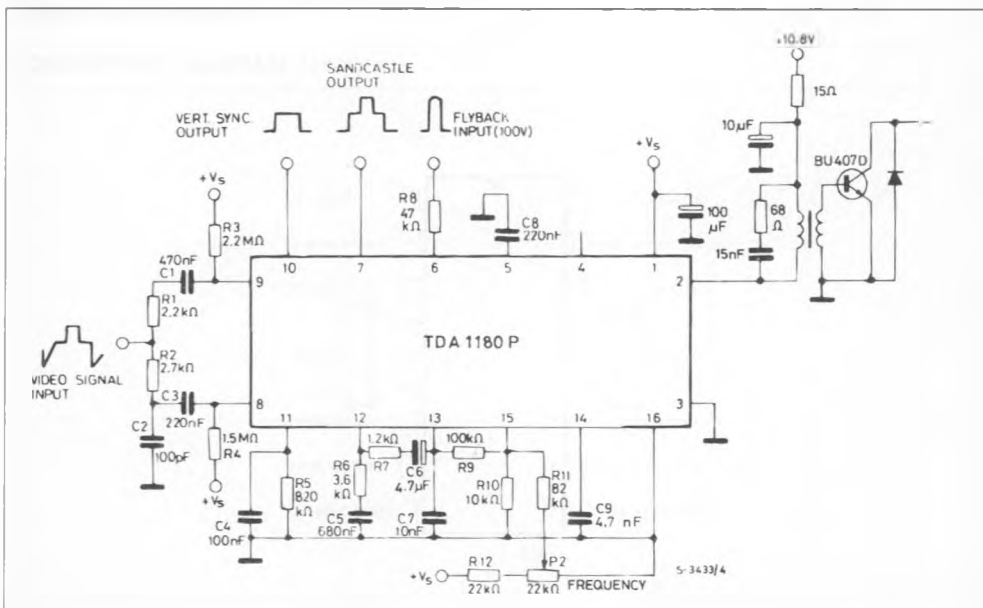 +10.8V
SANDCASTLE
OUTPUT
VERT. SYNC
OUTPUT
FLYBACK
INPUT(100V)
15Ω
10µF
BU407D
+Vs
+Vs
R3
2.2MΩ
R8
47
kΩ
C8
220nF
100
µF
68
Ω
15nF
470nF
C1
R1
2.2kΩ
10
7
6
5
4
1
9
2
TDA 1180 P
VIDEO SIGNAL
INPUT
R2
2.7kΩ
C3
220nF
8
3
C2
100pF
1.5MΩ
R4
+Vs
11
12
13
15
14
16
1.2kΩ
R7
C6
4.7µF
100kΩ
R9
R5
820
kΩ
R6
3.6
kΩ
R10
10kΩ
R11
82
kΩ
C9
4.7 nF
C4
100nF
C5
680nF
C7
10nF
+Vs
R12
22kΩ
P2
22kΩ
FREQUENCY
S-3433/4